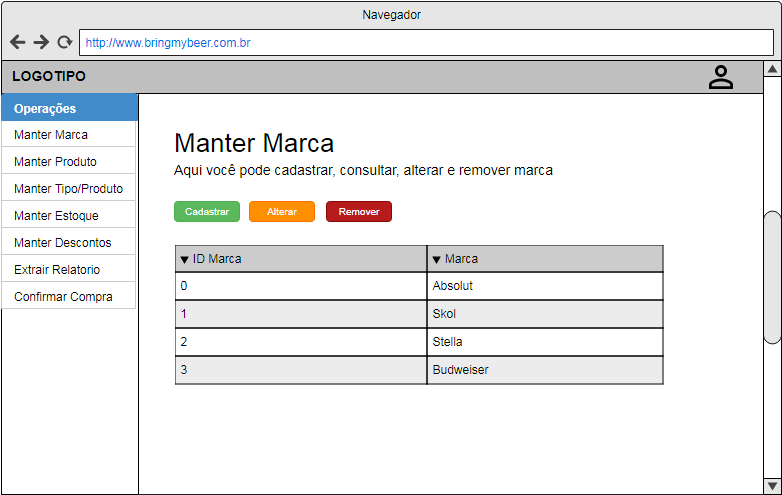 Navegador
http://www.bringmybeer.com.br
LOGOTIPO
Operações
Manter Marca
Manter Produto
Manter Tipo/Produto
Manter Estoque
Manter Descontos
Extrair Relatorio
Confirmar Compra
Manter Marca
Aqui você pode cadastrar, consultar, alterar e remover marca
Cadastrar Alterar Remover
ID Marca Marca
0 Absolut
1 Skol
2 Stella
3 Budweiser